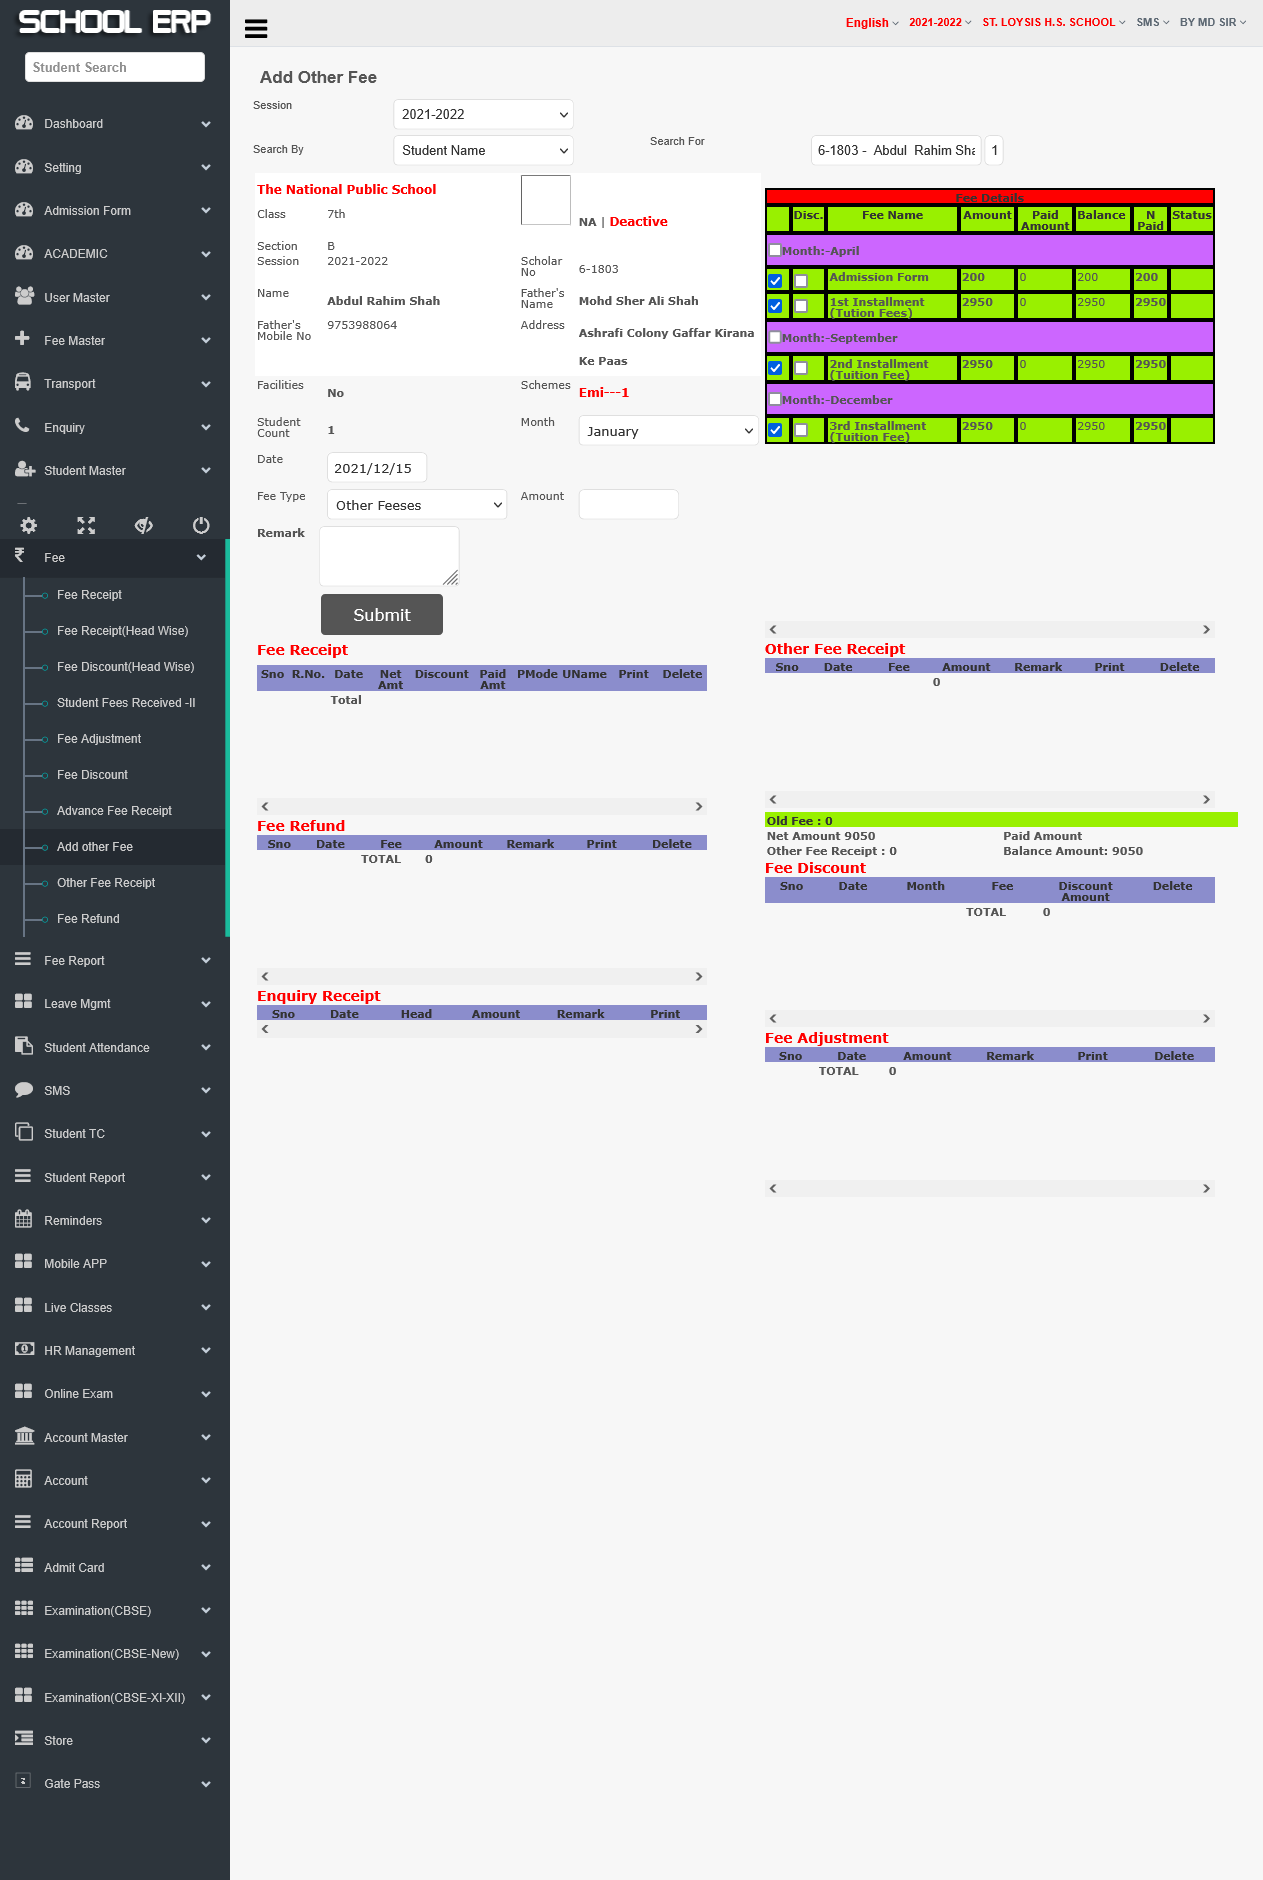 SCHOOL ERP
English
2021-2022
ST. LOYSIS H.S. SCHOOL
SMS
BY MD SIR
Student Search
Dashboard
Setting
Admission Form
ACADEMIC
User Master
Fee Master
Transport
Enquiry
Student Master
Fee
Fee Receipt
Fee Receipt(Head Wise)
Fee Discount(Head Wise)
Student Fees Received -II
Fee Adjustment
Fee Discount
Advance Fee Receipt
Add other Fee
Other Fee Receipt
Fee Refund
Fee Report
Leave Mgmt
Student Attendance
SMS
Student TC
Student Report
Reminders
Mobile APP
Live Classes
HR Management
Online Exam
Account Master
Account
Account Report
Admit Card
Examination(CBSE)
Examination(CBSE-New)
Examination(CBSE-XI-XII)
Store
Gate Pass
Add Other Fee
Session 2021-2022
Search By Student Name Search For 6-1803 - Abdul Rahim Sha 1
The National Public School
Class 7th NA | Deactive
Section B
Session 2021-2022 Scholar No 6-1803
Name Abdul Rahim Shah Father's Name Mohd Sher Ali Shah
Father's Mobile No 9753988064 Address Ashrafi Colony Gaffar Kirana
Ke Paas
Facilities No Schemes Emi---1
Student Count 1 Month January
Date 2021/12/15
Fee Type Other Feeses Amount
Remark
Submit
Fee Details
Disc. Fee Name Amount Paid Amount Balance N Paid Status
Month:-April
Admission Form 200 0 200 200
1st Installment (Tution Fees) 2950 0 2950 2950
Month:-September
2nd Installment (Tuition Fee) 2950 0 2950 2950
Month:-December
3rd Installment (Tuition Fee) 2950 0 2950 2950
Fee Receipt
Sno R.No. Date Net Amt Discount Paid Amt PMode UName Print Delete
Total
Other Fee Receipt
Sno Date Fee Amount Remark Print Delete
0
Fee Refund
Sno Date Fee Amount Remark Print Delete
TOTAL 0
Old Fee : 0
Net Amount 9050 Paid Amount
Other Fee Receipt : 0 Balance Amount: 9050
Fee Discount
Sno Date Month Fee Discount Amount Delete
TOTAL 0
Enquiry Receipt
Sno Date Head Amount Remark Print
Fee Adjustment
Sno Date Amount Remark Print Delete
TOTAL 0